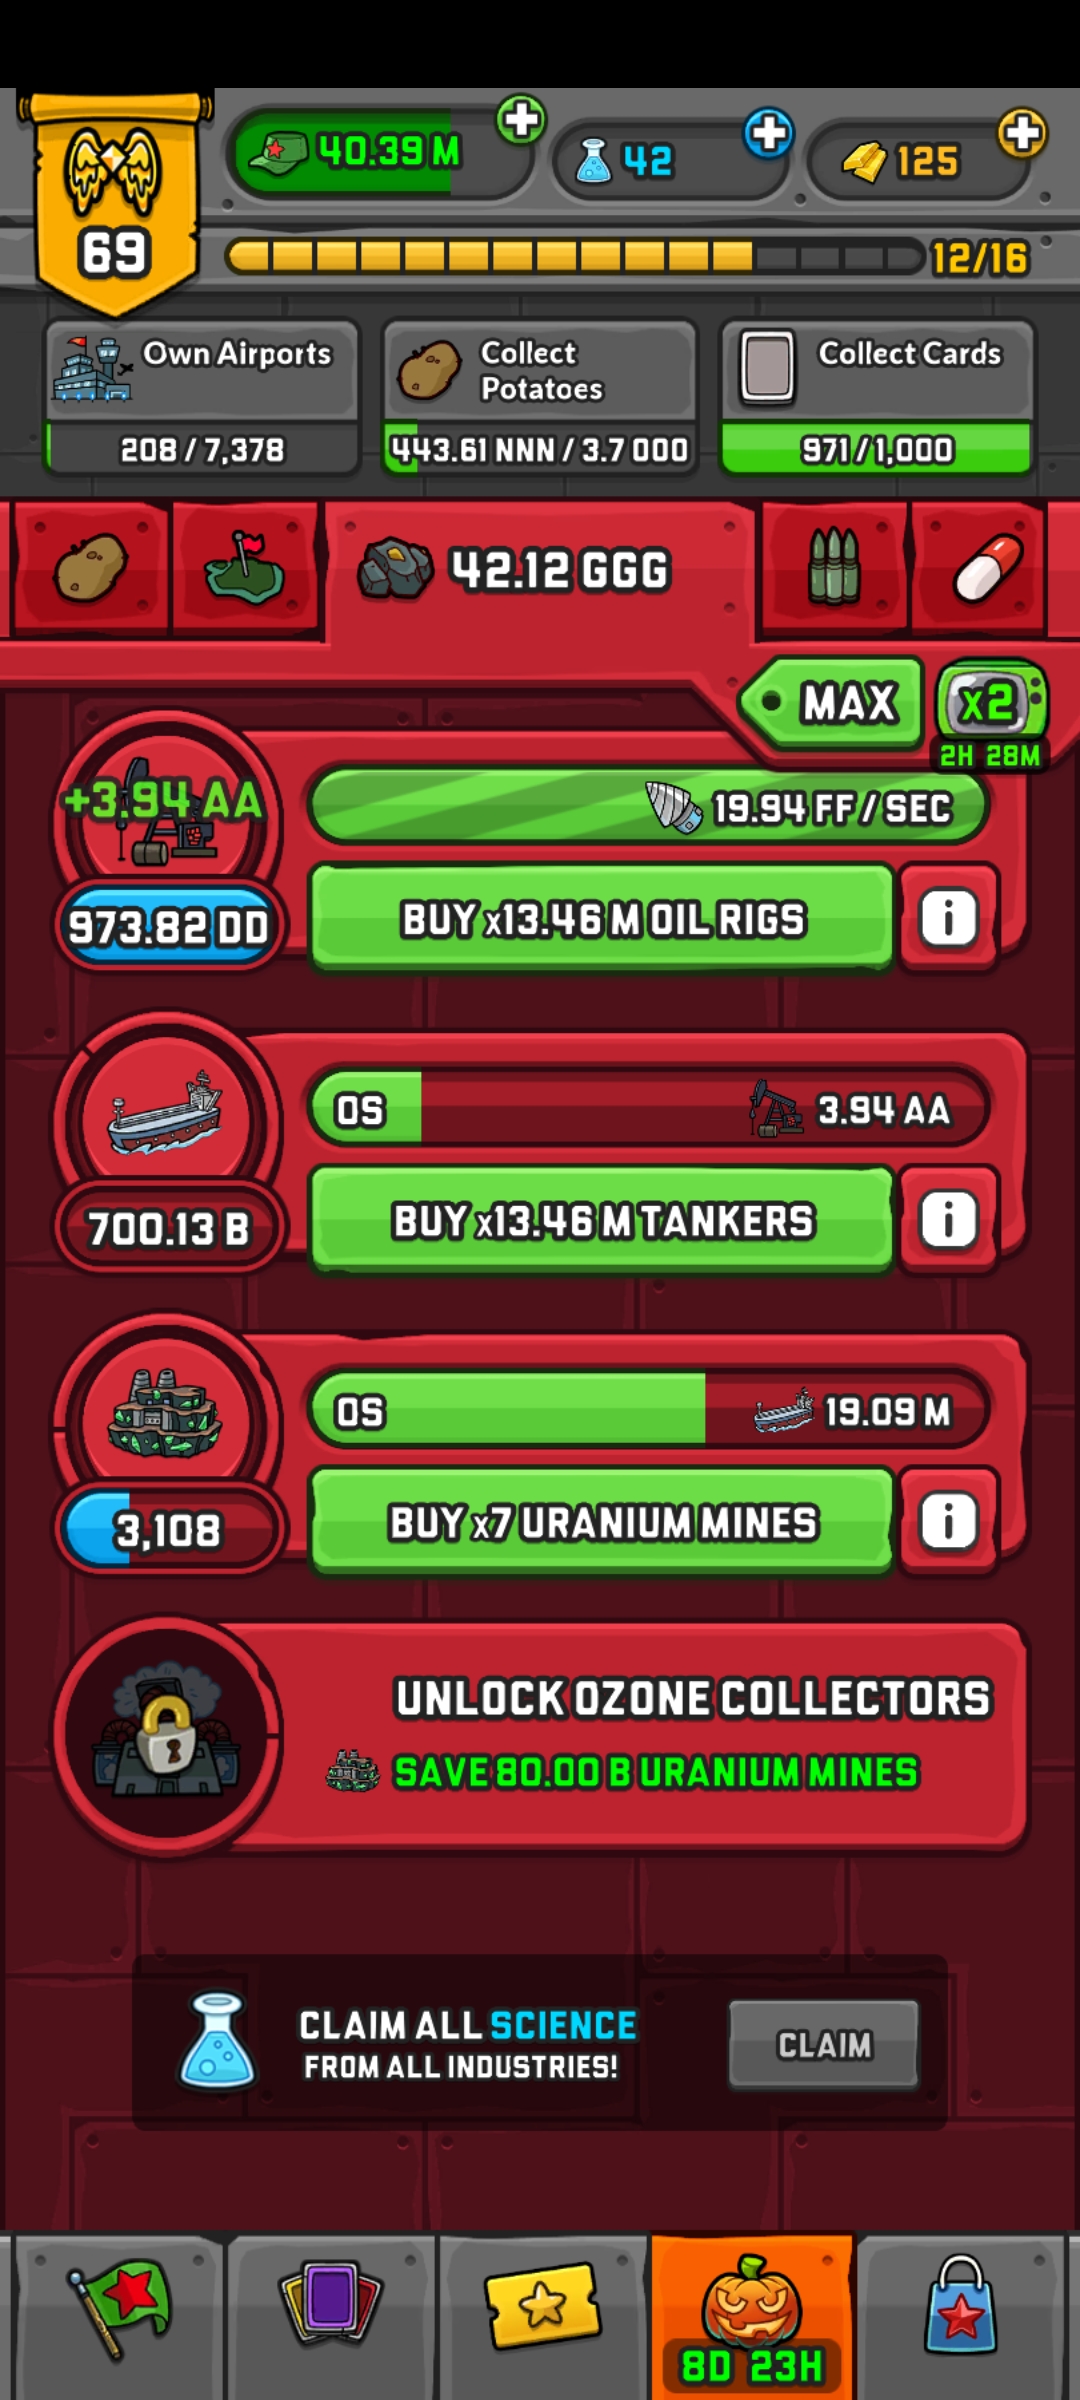 69
40.39 M
42
125
12/16
Own Airports
208 / 7,378
Collect
Potatoes
443.61 NNN / 3.7 OOO
Collect Cards
971 / 1,000
42.12 GGG
MAX
x2
2H 28M
+3.94 AA
19.94 FF / SEC
973.82 DD
BUY x13.46 M OIL RIGS
i
0S
3.94 AA
700.13 B
BUY x13.46 M TANKERS
i
0S
19.09 M
3,108
BUY x7 URANIUM MINES
i
UNLOCK OZONE COLLECTORS
SAVE 80.00 B URANIUM MINES
CLAIM ALL SCIENCE
FROM ALL INDUSTRIES!
CLAIM
8D 23H